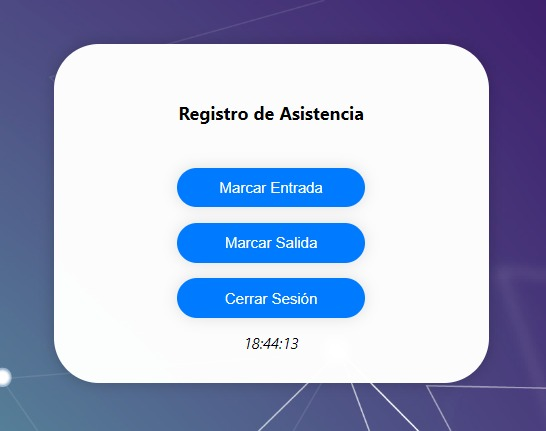 Registro de Asistencia
Marcar Entrada
Marcar Salida
Cerrar Sesión
18:44:13